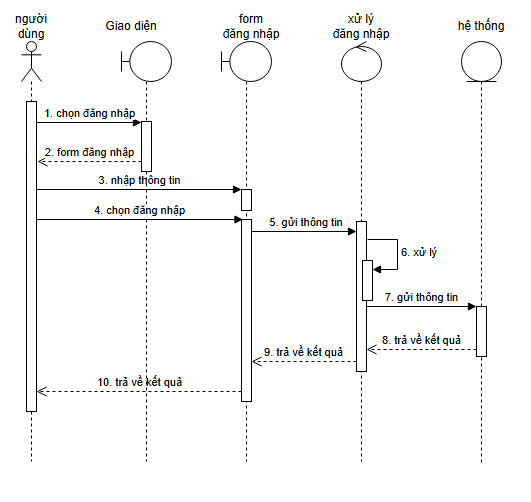 người
dùng
Giao diện
form
đăng nhập
xử lý
đăng nhập
hệ thống
1. chọn đăng nhập
2. form đăng nhập
3. nhập thông tin
4. chọn đăng nhập
5. gửi thông tin
6. xử lý
7. gửi thông tin
8. trả về kết quả
9. trả về kết quả
10. trả về kết quả